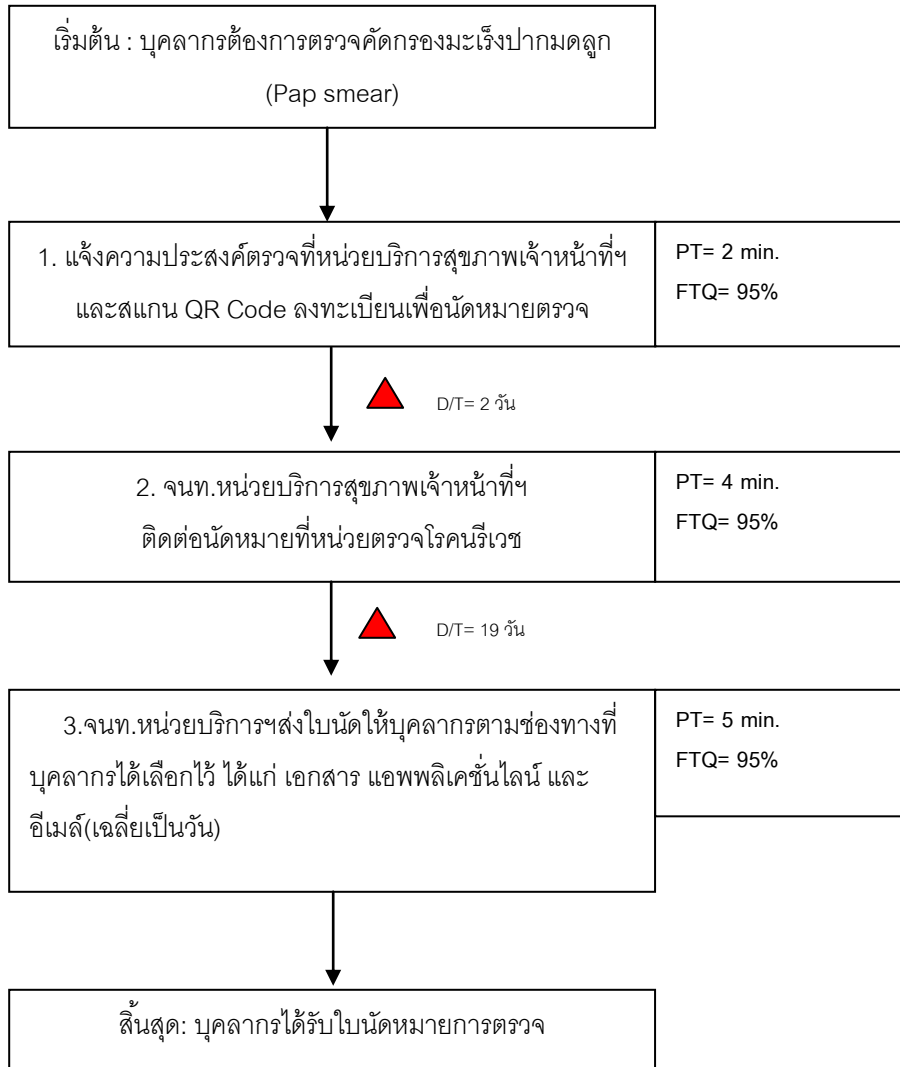 เริ่มต้น : บุคลากรต้องการตรวจคัดกรองมะเร็งปากมดลูก
(Pap smear)
1. แจ้งความประสงค์ตรวจที่หน่วยบริการสุขภาพเจ้าหน้าที่ฯ
และสแกน QR Code ลงทะเบียนเพื่อนัดหมายตรวจ
PT= 2 min.
FTQ= 95%
D/T= 2 วัน
2. จนท.หน่วยบริการสุขภาพเจ้าหน้าที่ฯ
ติดต่อนัดหมายที่หน่วยตรวจโรคนรีเวช
PT= 4 min.
FTQ= 95%
D/T= 19 วัน
3.จนท.หน่วยบริการฯส่งใบนัดให้บุคลากรตามช่องทางที่
บุคลากรได้เลือกไว้ ได้แก่ เอกสาร แอพพลิเคชั่นไลน์ และ
อีเมล์(เฉลี่ยเป็นวัน)
PT= 5 min.
FTQ= 95%
สิ้นสุด: บุคลากรได้รับใบนัดหมายการตรวจ